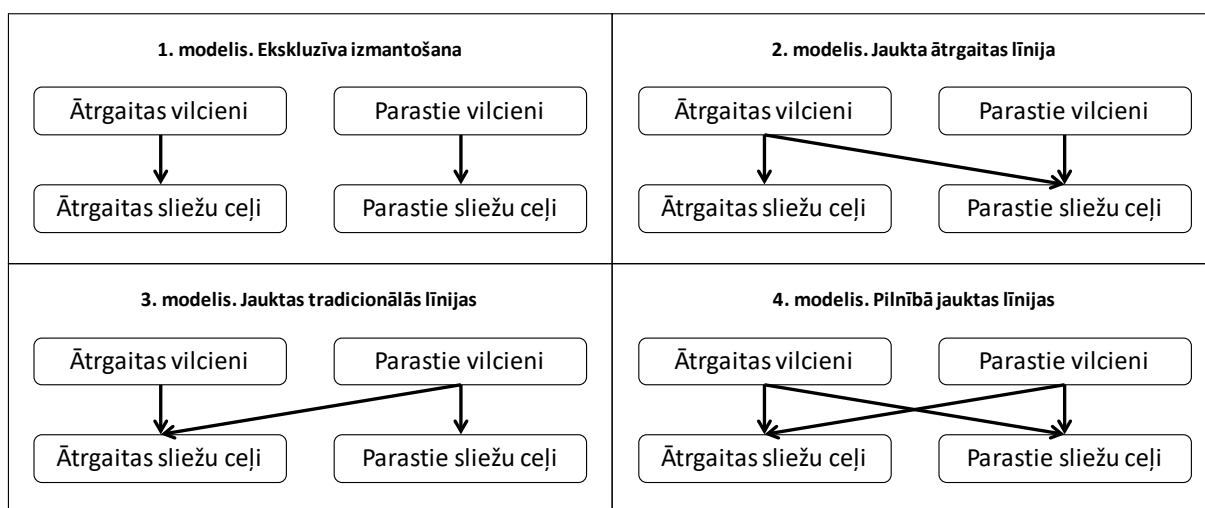 1. modelis. Ekskluzīva izmantošana
Ātrgaitas vilcieni
Parastie vilcieni
Ātrgaitas sliežu ceļi
Parastie sliežu ceļi
2. modelis. Jaukta ātrgaitas līnija
Ātrgaitas vilcieni
Parastie vilcieni
Ātrgaitas sliežu ceļi
Parastie sliežu ceļi
3. modelis. Jauktas tradicionālās līnijas
Ātrgaitas vilcieni
Parastie vilcieni
Ātrgaitas sliežu ceļi
Parastie sliežu ceļi
4. modelis. Pilnībā jauktas līnijas
Ātrgaitas vilcieni
Parastie vilcieni
Ātrgaitas sliežu ceļi
Parastie sliežu ceļi